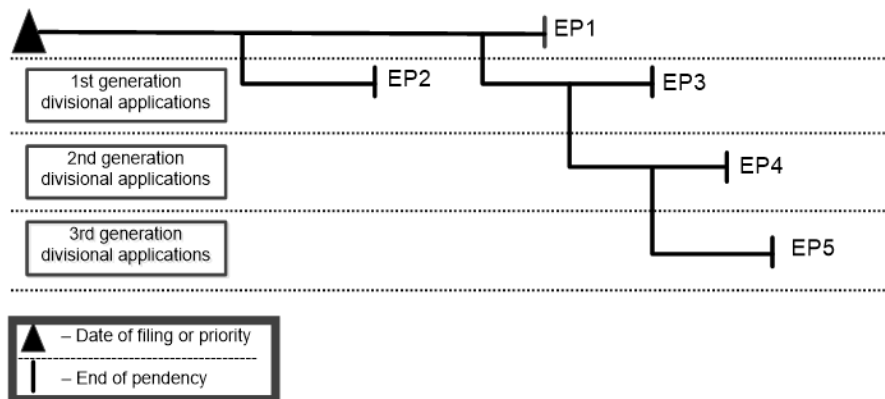 EP1
1st generation
divisional applications
EP2
EP3
2nd generation
divisional applications
EP4
3rd generation
divisional applications
EP5
– Date of filing or priority
– End of pendency